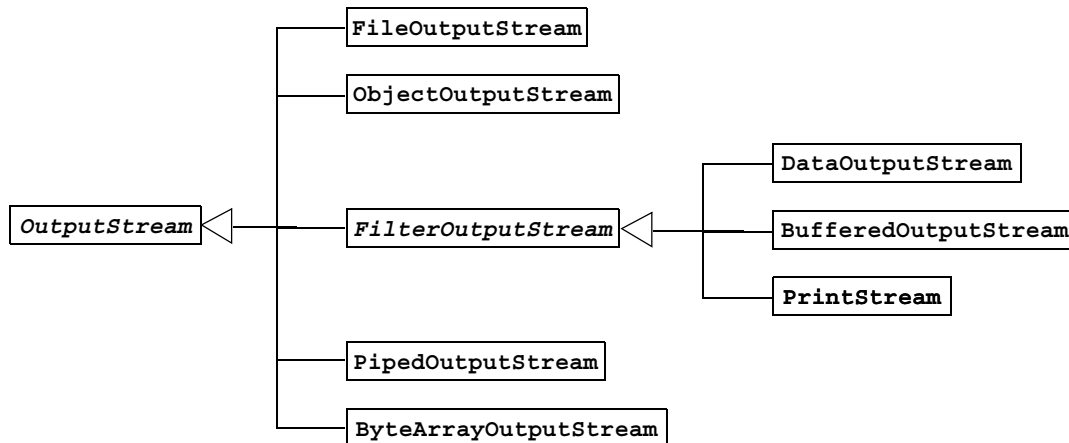 FileOutputStream
ObjectOutputStream
DataOutputStream
OutputStream
FilterOutputStream
BufferedOutputStream
PrintStream
PipedOutputStream
ByteArrayOutputStream